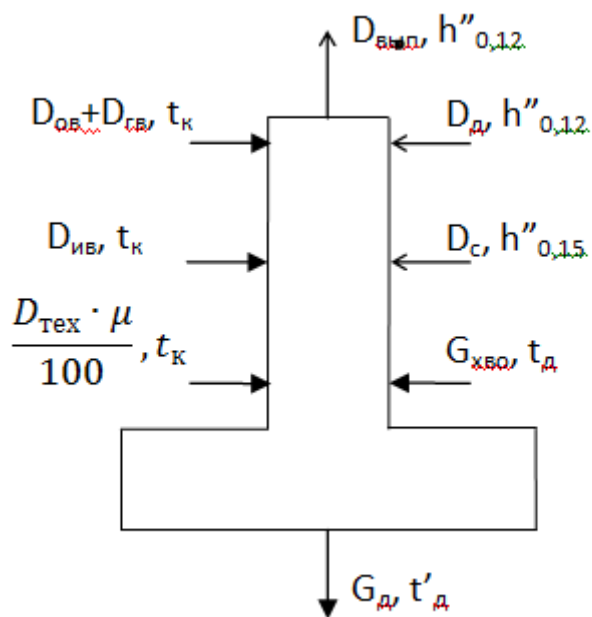 Dвып, h”0,12
Dов+Dгв, tк
Dд, h”0,12
Dив, tк
Dс, h”0,15
Dтех · μ
100
, tк
Gхво, tд
Gд, t’д